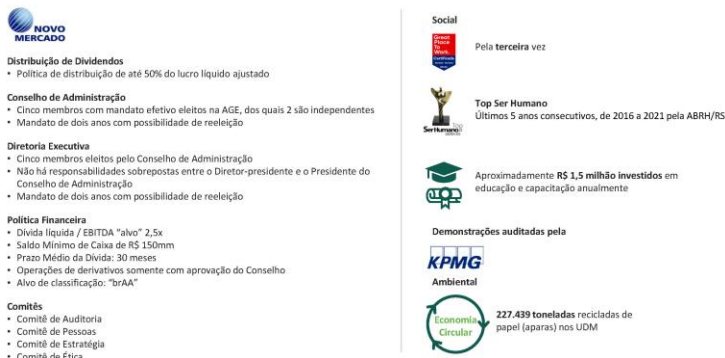 NOVO
MERCADO
Distribuição de Dividendos
• Política de distribuição de até 50% do lucro líquido ajustado
Conselho de Administração
• Cinco membros com mandato efetivo eleitos na AGE, dos quais 2 são independentes
• Mandato de dois anos com possibilidade de reeleição
Diretoria Executiva
• Cinco membros eleitos pelo Conselho de Administração
• Não há responsabilidades sobrepostas entre o Diretor-presidente e o Presidente do
Conselho de Administração
• Mandato de dois anos com possibilidade de reeleição
Política Financeira
• Dívida líquida / EBITDA "alvo" 2,5x
• Saldo Mínimo de Caixa de R$ 150mm
• Prazo Médio da Dívida: 30 meses
• Operações de derivativos somente com aprovação do Conselho
• Alvo de classificação: "brAA"
Comitês
• Comitê de Auditoria
• Comitê de Pessoas
• Comitê de Estratégia
• Comitê de Ética
Social
Great
Place
To
Work.
Pela terceira vez
Top
SerHumano
Top Ser Humano
Últimos 5 anos consecutivos, de 2016 a 2021 pela ABRH/RS
Aproximadamente R$ 1,5 milhão investidos em
educação e capacitação anualmente
Demonstrações auditadas pela
KPMG
Ambiental
Economia
Circular
227.439 toneladas recicladas de
papel (aparas) nos UDM